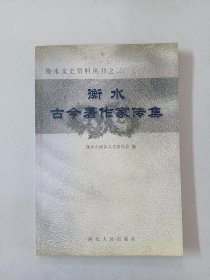 衡水文史资料丛书之二
衡水
古今著作家传集
衡水市政协文史委员会 编
河北人民出版社